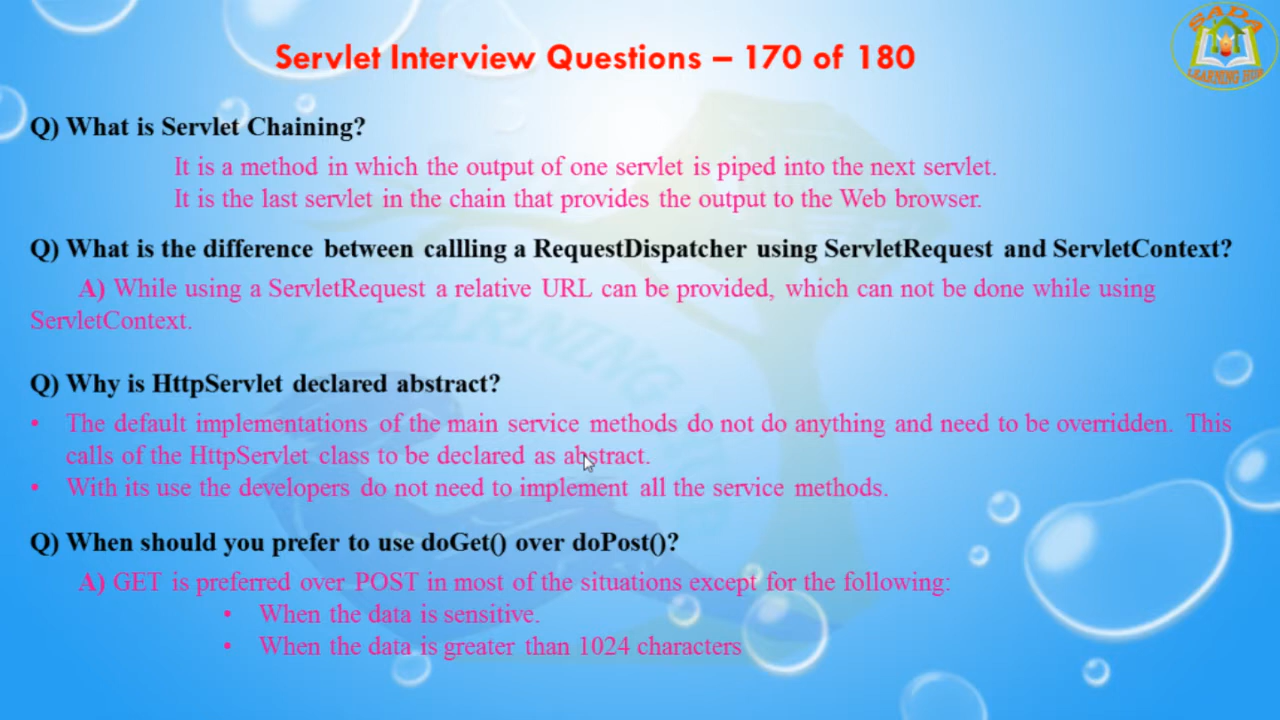 SADA
LEARNING HUB
Servlet Interview Questions – 170 of 180
Q) What is Servlet Chaining?
It is a method in which the output of one servlet is piped into the next servlet.
It is the last servlet in the chain that provides the output to the Web browser.
Q) What is the difference between callling a RequestDispatcher using ServletRequest and ServletContext?
A) While using a ServletRequest a relative URL can be provided, which can not be done while using
ServletContext.
LEARNING HUB
Q) Why is HttpServlet declared abstract?
• The default implementations of the main service methods do not do anything and need to be overridden. This
calls of the HttpServlet class to be declared as abstract.
• With its use the developers do not need to implement all the service methods.
Q) When should you prefer to use doGet() over doPost()?
A) GET is preferred over POST in most of the situations except for the following:
• When the data is sensitive.
• When the data is greater than 1024 characters